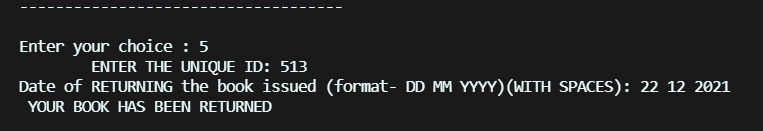 ------------------------------------
Enter your choice : 5
ENTER THE UNIQUE ID: 513
Date of RETURNING the book issued (format- DD MM YYYY)(WITH SPACES): 22 12 2021
YOUR BOOK HAS BEEN RETURNED